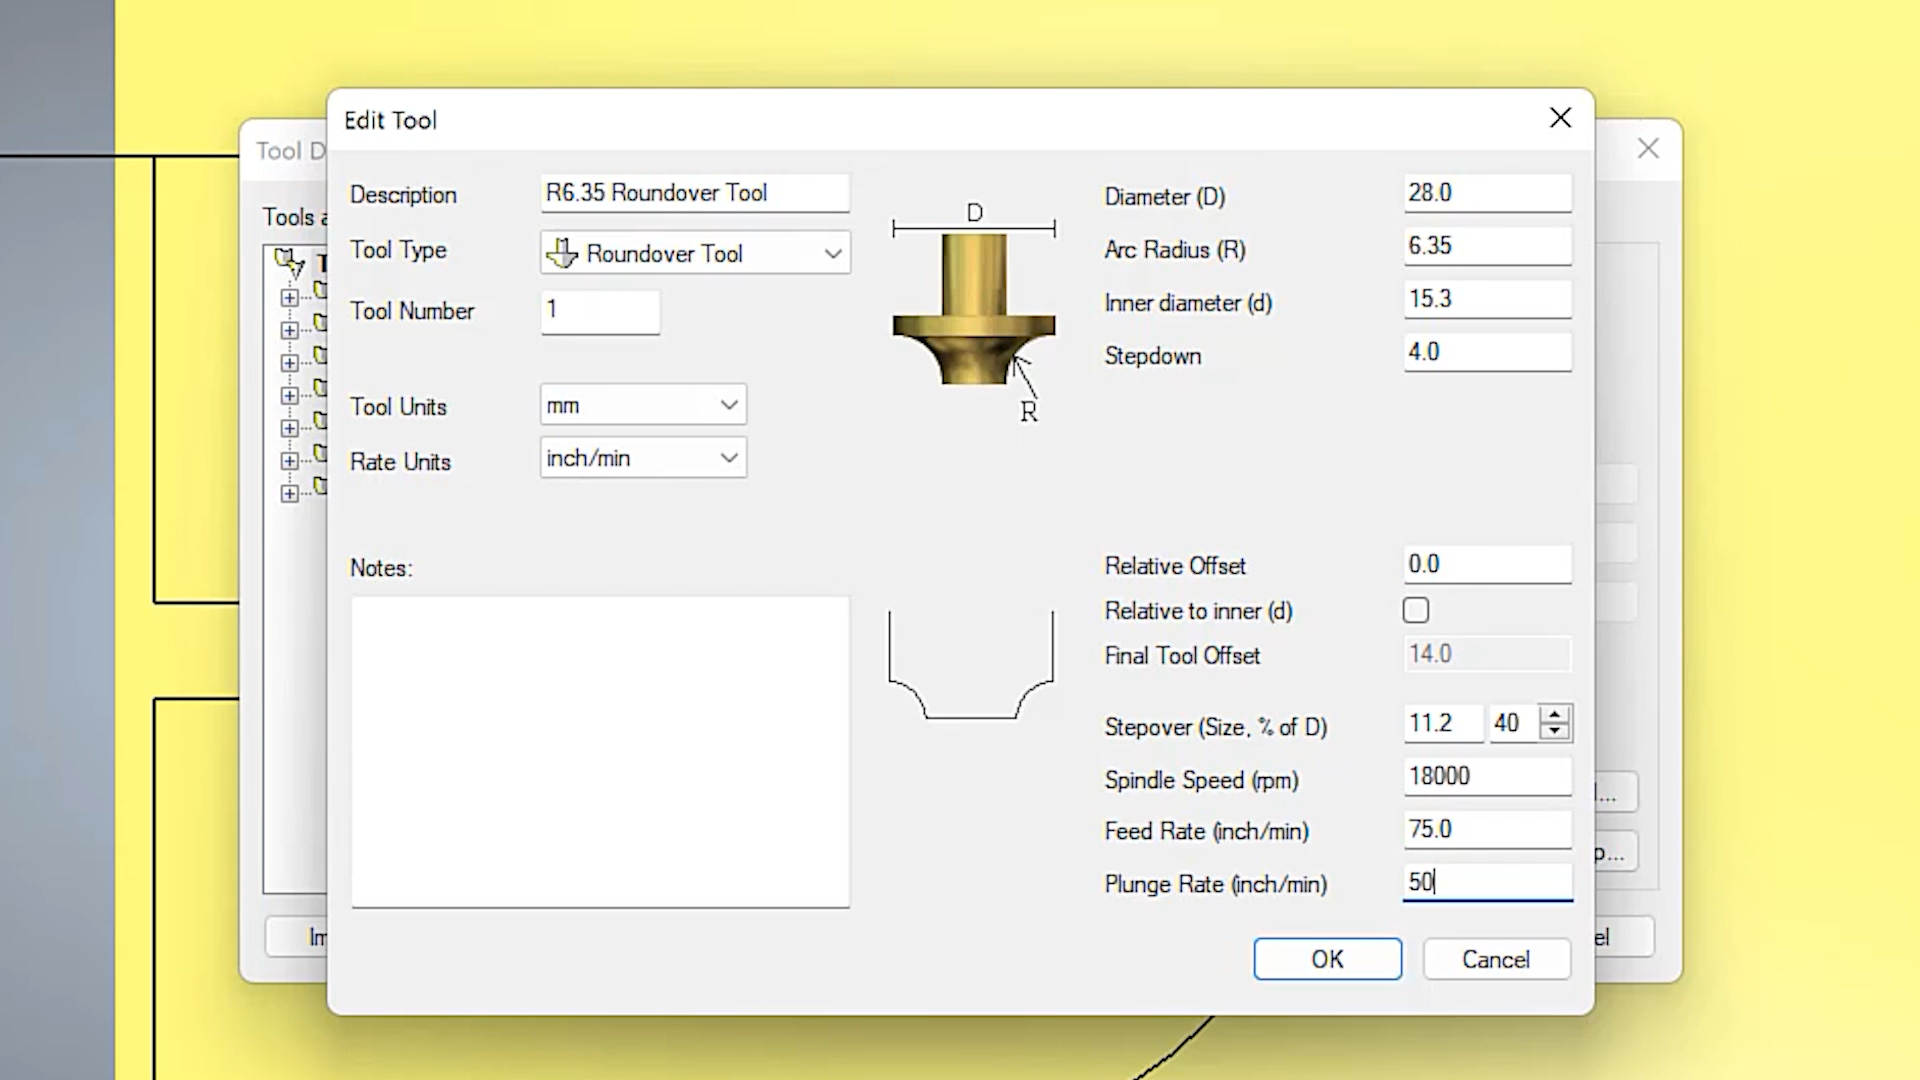 Edit Tool
Tool D
Tools a
T
Description
R6.35 Roundover Tool
Tool Type
Roundover Tool
Tool Number
1
Tool Units
mm
Rate Units
inch/min
Notes:
D
R
Diameter (D)
28.0
Arc Radius (R)
6.35
Inner diameter (d)
15.3
Stepdown
4.0
Relative Offset
0.0
Relative to inner (d)
Final Tool Offset
14.0
Stepover (Size, % of D)
11.2
40
Spindle Speed (rpm)
18000
Feed Rate (inch/min)
75.0
Plunge Rate (inch/min)
50
OK
Cancel
Im
...
p...
el